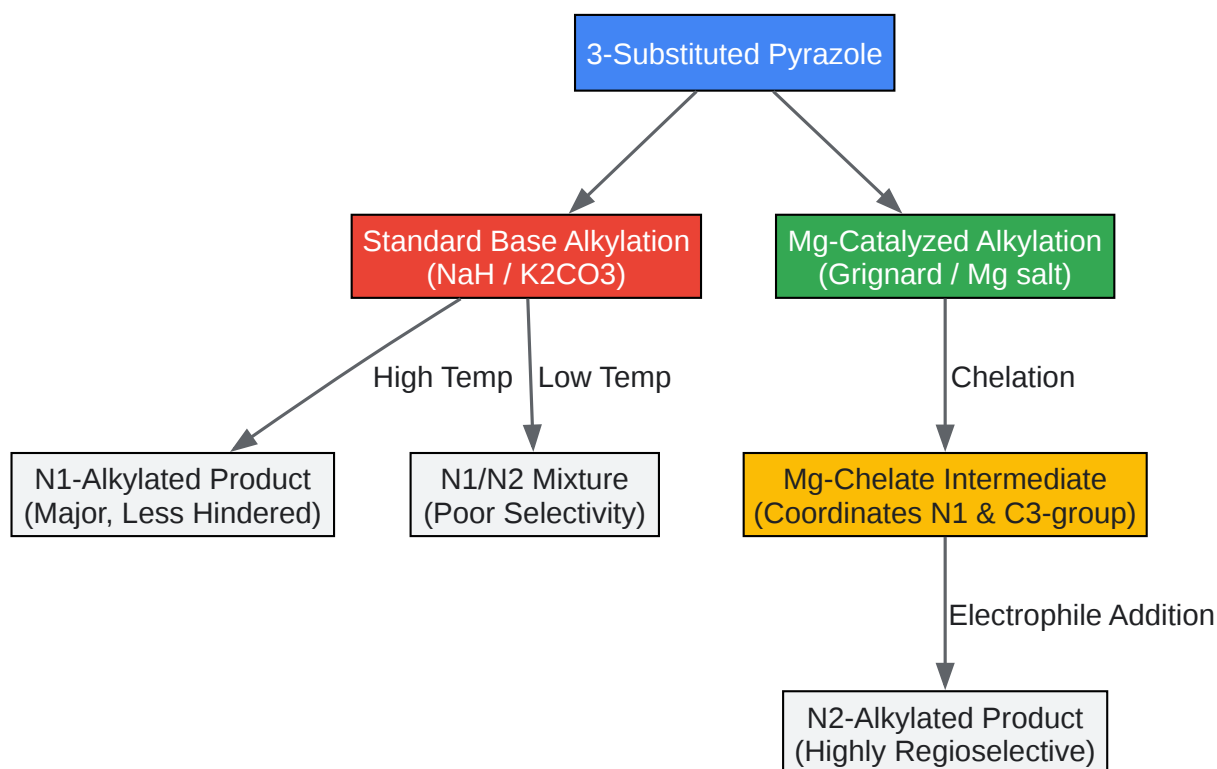 3-Substituted Pyrazole
Standard Base Alkylation
(NaH / K2CO3)
Mg-Catalyzed Alkylation
(Grignard / Mg salt)
High Temp
Low Temp
Chelation
N1-Alkylated Product
(Major, Less Hindered)
N1/N2 Mixture
(Poor Selectivity)
Mg-Chelate Intermediate
(Coordinates N1 & C3-group)
Electrophile Addition
N2-Alkylated Product
(Highly Regioselective)